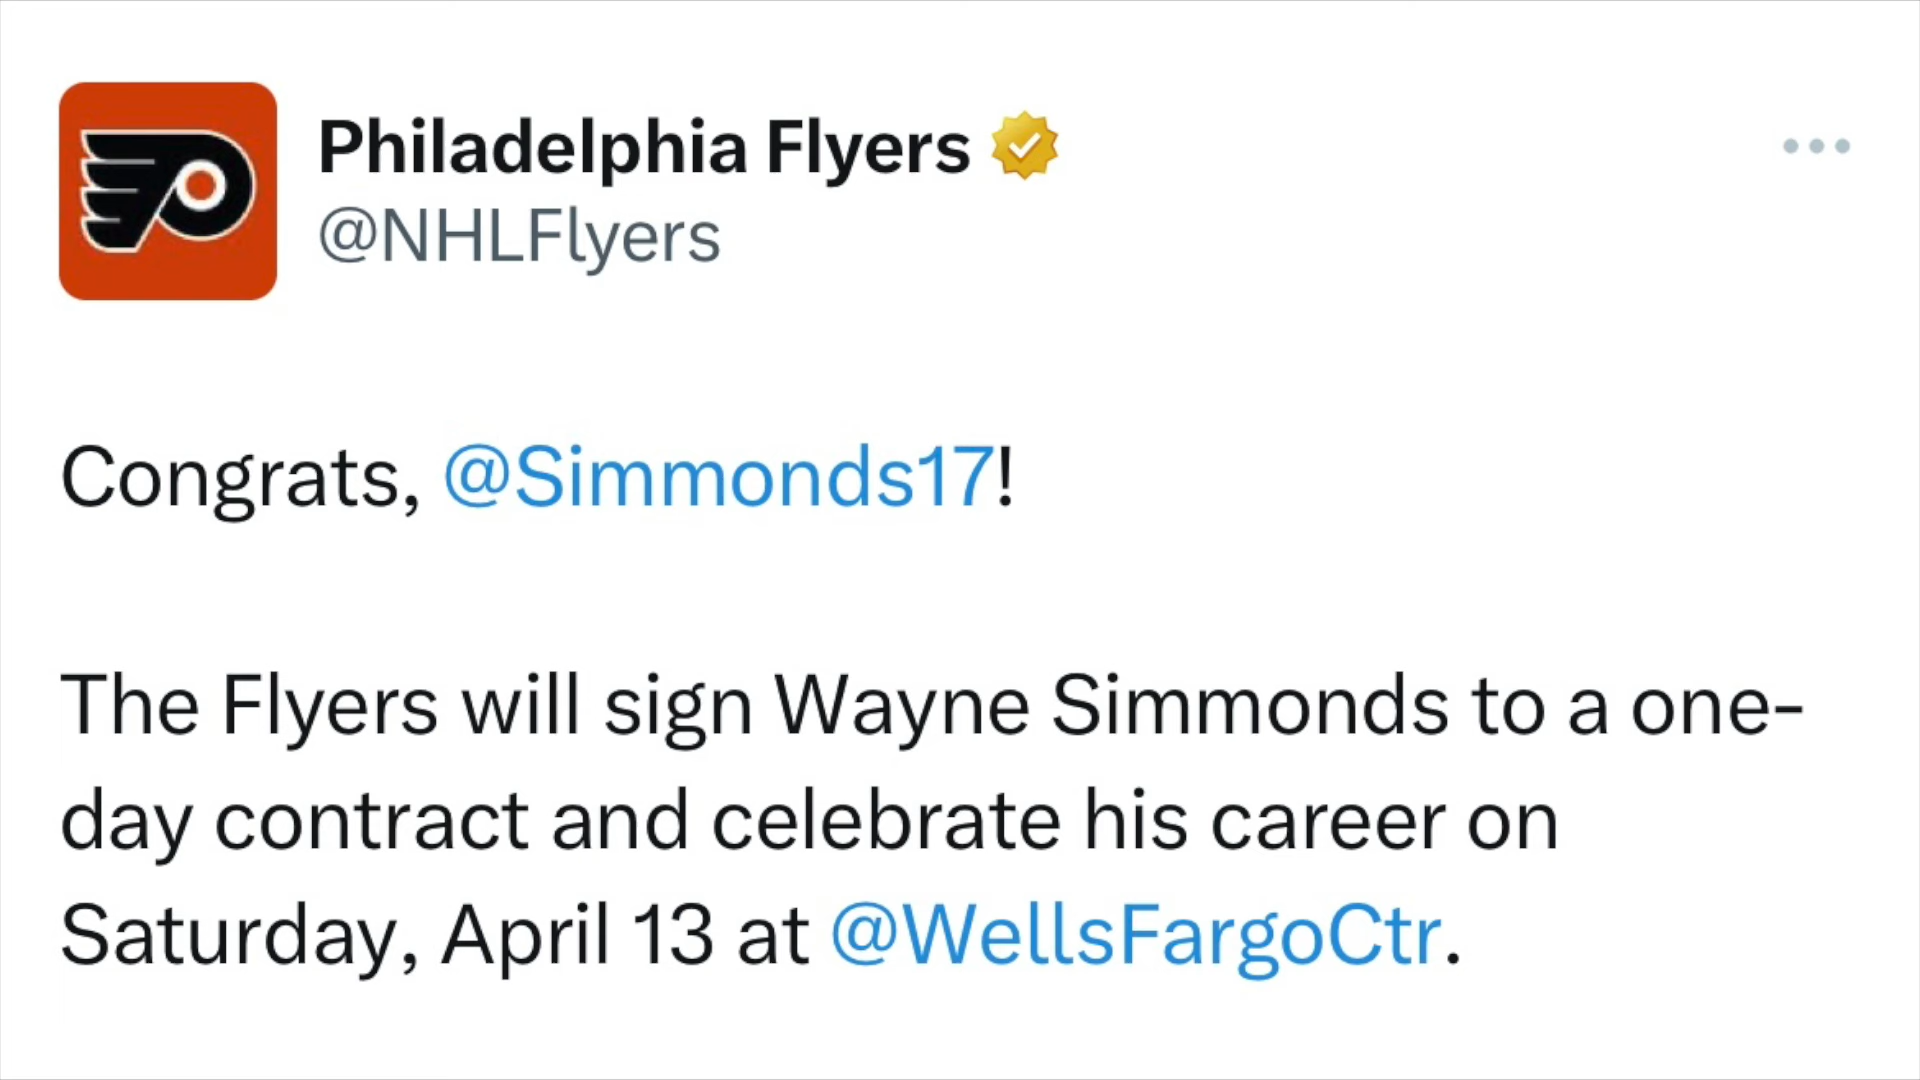 Philadelphia Flyers
@NHLFlyers
Congrats, @Simmonds17!
The Flyers will sign Wayne Simmonds to a one-
day contract and celebrate his career on
Saturday, April 13 at @WellsFargoCtr.